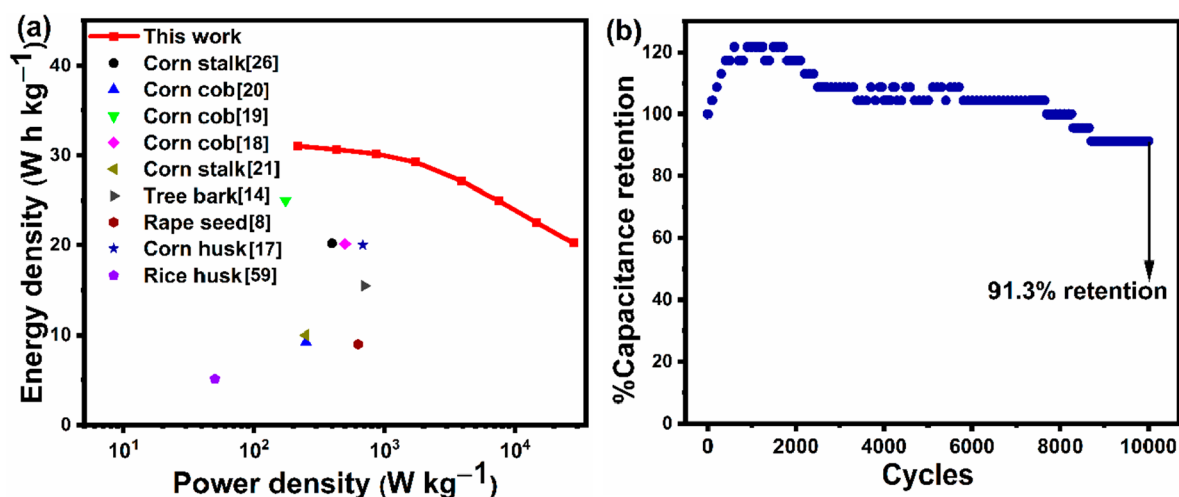 (a)
Energy density (W h kg⁻¹)
40
30
20
10
0
This work
Corn stalk[26]
Corn cob[20]
Corn cob[19]
Corn cob[18]
Corn stalk[21]
Tree bark[14]
Rape seed[8]
Corn husk[17]
Rice husk[59]
10¹ 10² 10³ 10⁴
Power density (W kg⁻¹)
(b)
%Capacitance retention
120
100
80
60
40
20
0
91.3% retention
0 2000 4000 6000 8000 10000
Cycles